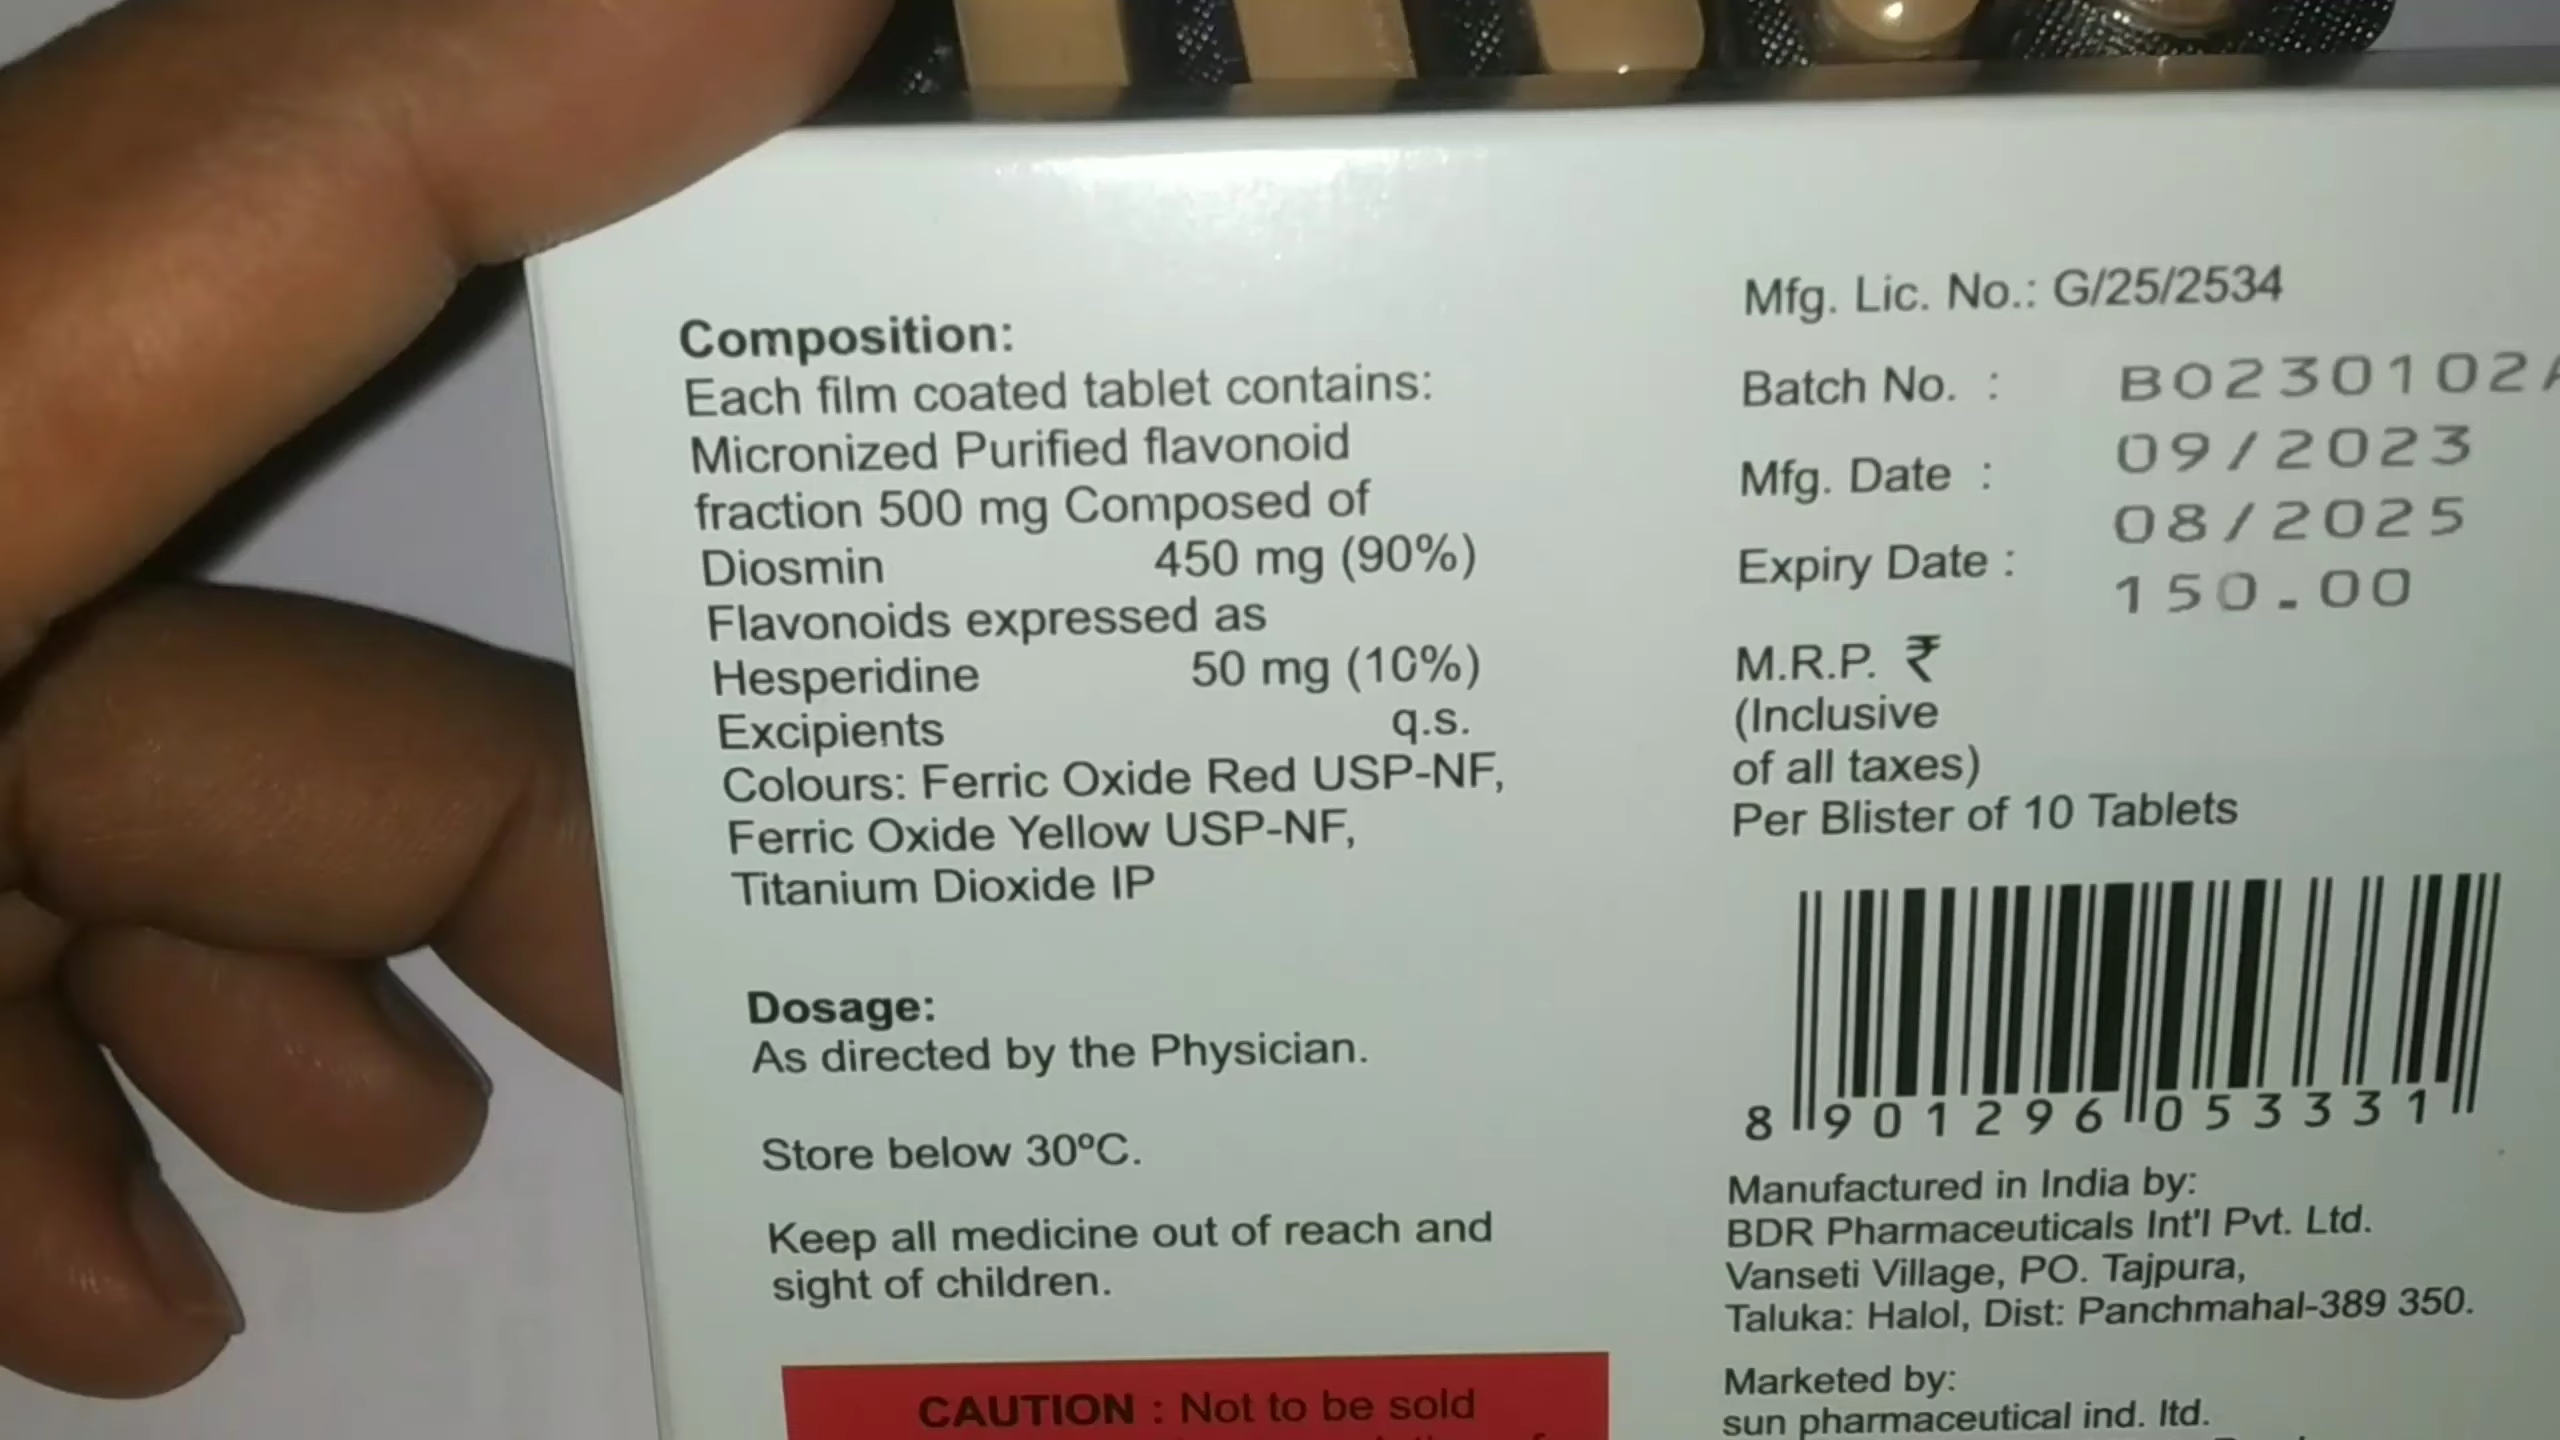 Composition:
Each film coated tablet contains:
Micronized Purified flavonoid
fraction 500 mg Composed of
Diosmin 450 mg (90%)
Flavonoids expressed as
Hesperidine 50 mg (10%)
Excipients q.s.
Colours: Ferric Oxide Red USP-NF,
Ferric Oxide Yellow USP-NF,
Titanium Dioxide IP
Dosage:
As directed by the Physician.
Store below 30ºC.
Keep all medicine out of reach and
sight of children.
CAUTION : Not to be sold
Mfg. Lic. No.: G/25/2534
Batch No. : B0230102A
Mfg. Date : 09/2023
Expiry Date : 08/2025
150.00
M.R.P. ₹
(Inclusive
of all taxes)
Per Blister of 10 Tablets
8 901296 053331
Manufactured in India by:
BDR Pharmaceuticals Int'l Pvt. Ltd.
Vanseti Village, PO. Tajpura,
Taluka: Halol, Dist: Panchmahal-389 350.
Marketed by:
sun pharmaceutical ind. ltd.